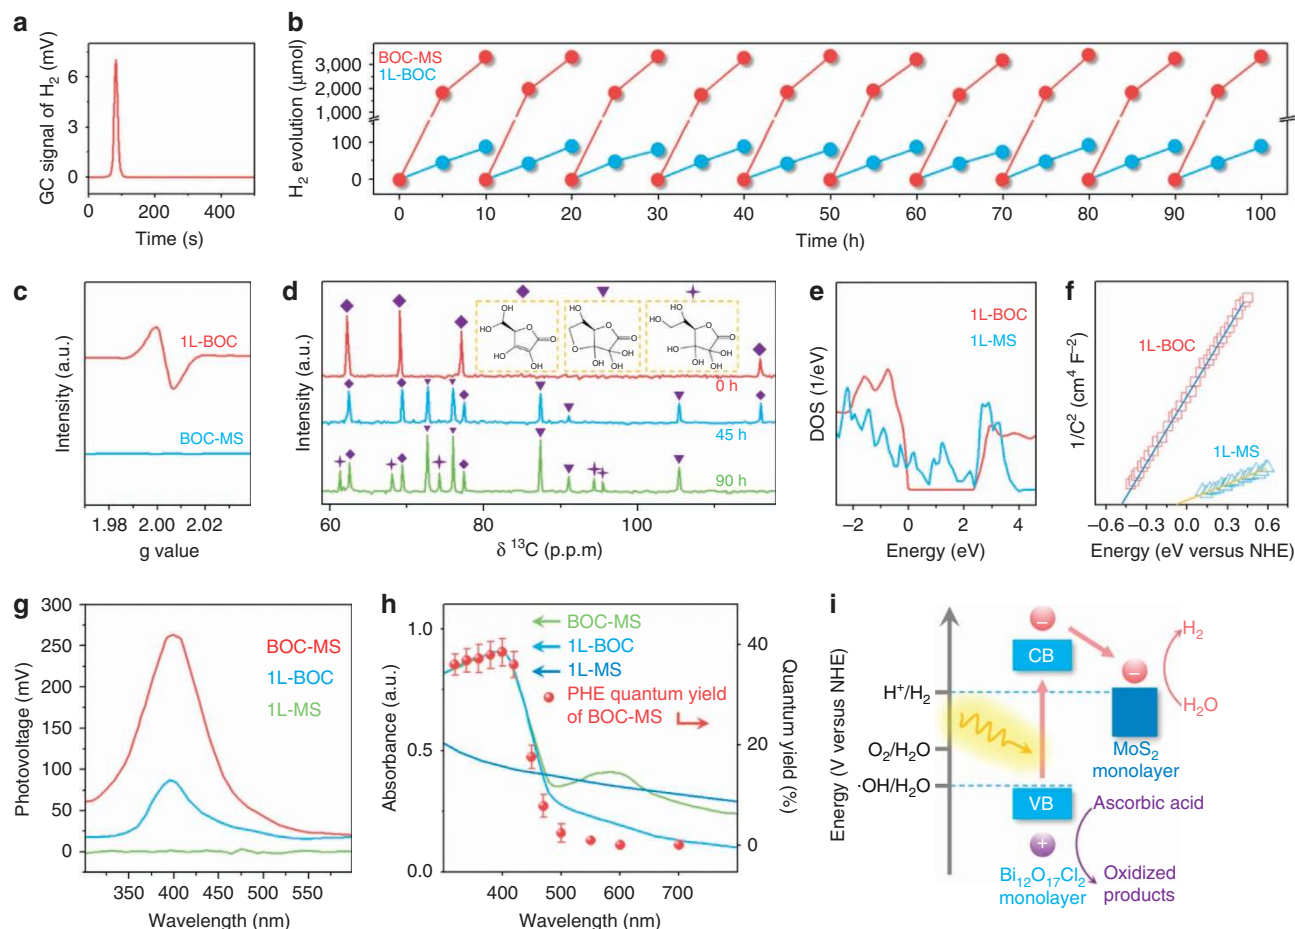 a
GC signal of H₂ (mV)
6
3
0
0 200 400
Time (s)
b
H₂ evolution (μmol)
BOC-MS
1L-BOC
3,000
2,000
1,000
100
0
0 10 20 30 40 50 60 70 80 90 100
Time (h)
c
Intensity (a.u.)
1L-BOC
BOC-MS
1.98 2.00 2.02
g value
d
Intensity (a.u.)
0 h
45 h
90 h
60 80 100
δ ¹³C (p.p.m)
e
DOS (1/eV)
1L-BOC
1L-MS
−2 0 2 4
Energy (eV)
f
1/C² (cm⁴ F⁻²)
1L-BOC
1L-MS
−0.6 0.0 0.6
Energy (eV versus NHE)
g
Photovoltage (mV)
300
250
200
150
100
50
0
BOC-MS
1L-BOC
1L-MS
350 400 450 500 550
Wavelength (nm)
h
Absorbance (a.u.)
1.0
0.5
0.0
BOC-MS
1L-BOC
1L-MS
PHE quantum yield
of BOC-MS
40
20
0
Quantum yield (%)
400 500 600 700
Wavelength (nm)
i
Energy (V versus NHE)
H⁺/H₂
O₂/H₂O
·OH/H₂O
−
CB
−
H₂
H₂O
MoS₂
monolayer
VB
+
Ascorbic acid
Bi₁₂O₁₇Cl₂
monolayer
Oxidized
products